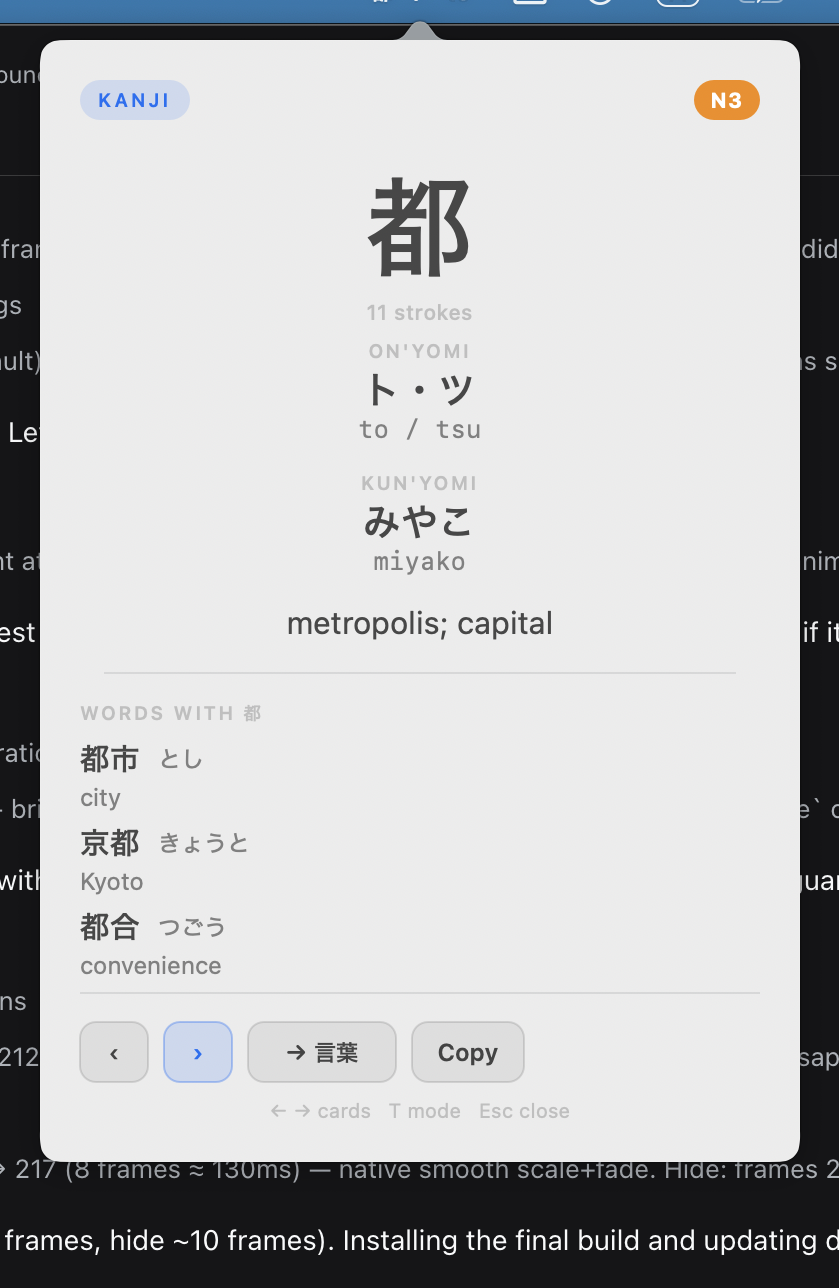 KANJI
N3
都
11 strokes
ON'YOMI
ト・ツ
to / tsu
KUN'YOMI
みやこ
miyako
metropolis; capital
WORDS WITH 都
都市 とし
city
京都 きょうと
Kyoto
都合 つごう
convenience
‹ › → 言葉 Copy
← → cards T mode Esc close
217 (8 frames ≈ 130ms) — native smooth scale+fade. Hide: frames 2
frames, hide ~10 frames). Installing the final build and updating d